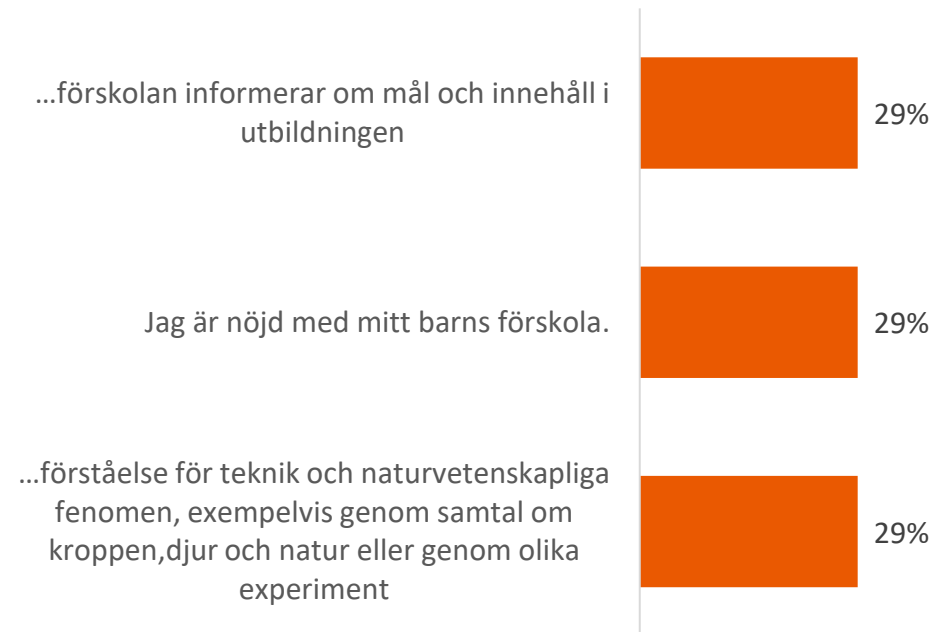 …förskolan informerar om mål och innehåll i
utbildningen
29%
Jag är nöjd med mitt barns förskola.
29%
…förståelse för teknik och naturvetenskapliga
fenomen, exempelvis genom samtal om
kroppen,djur och natur eller genom olika
experiment
29%